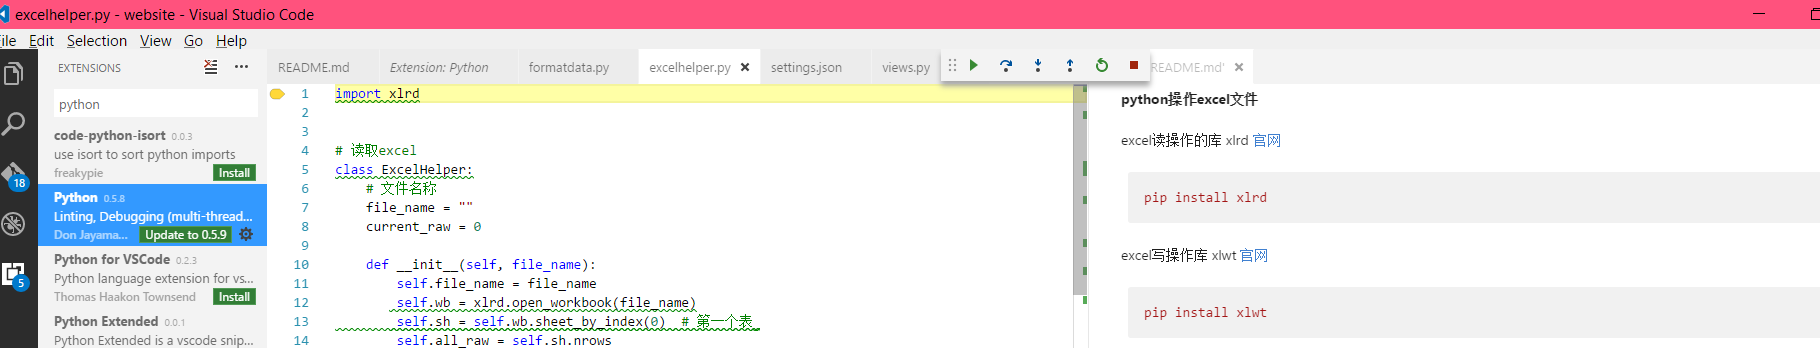 excelhelper.py - website - Visual Studio Code
File Edit Selection View Go Help
EXTENSIONS
python
code-python-isort 0.0.3
use isort to sort python imports
freakypie Install
Python 0.5.8
Linting, Debugging (multi-thread...
Don Jayama... Update to 0.5.9
Python for VSCode 0.2.3
Python language extension for vs...
Thomas Haakon Townsend Install
Python Extended 0.0.1
Python Extended is a vscode snip...
18
5
README.md Extension: Python formatdata.py excelhelper.py settings.json views.py README.md'
1 import xlrd
2
3
4 # 读取excel
5 class ExcelHelper:
6 # 文件名称
7 file_name = ""
8 current_raw = 0
9
10 def __init__(self, file_name):
11 self.file_name = file_name
12 self.wb = xlrd.open_workbook(file_name)
13 self.sh = self.wb.sheet_by_index(0) # 第一个表
14 self.all_raw = self.sh.nrows
python操作excel文件
excel读操作的库 xlrd 官网
pip install xlrd
excel写操作库 xlwt 官网
pip install xlwt